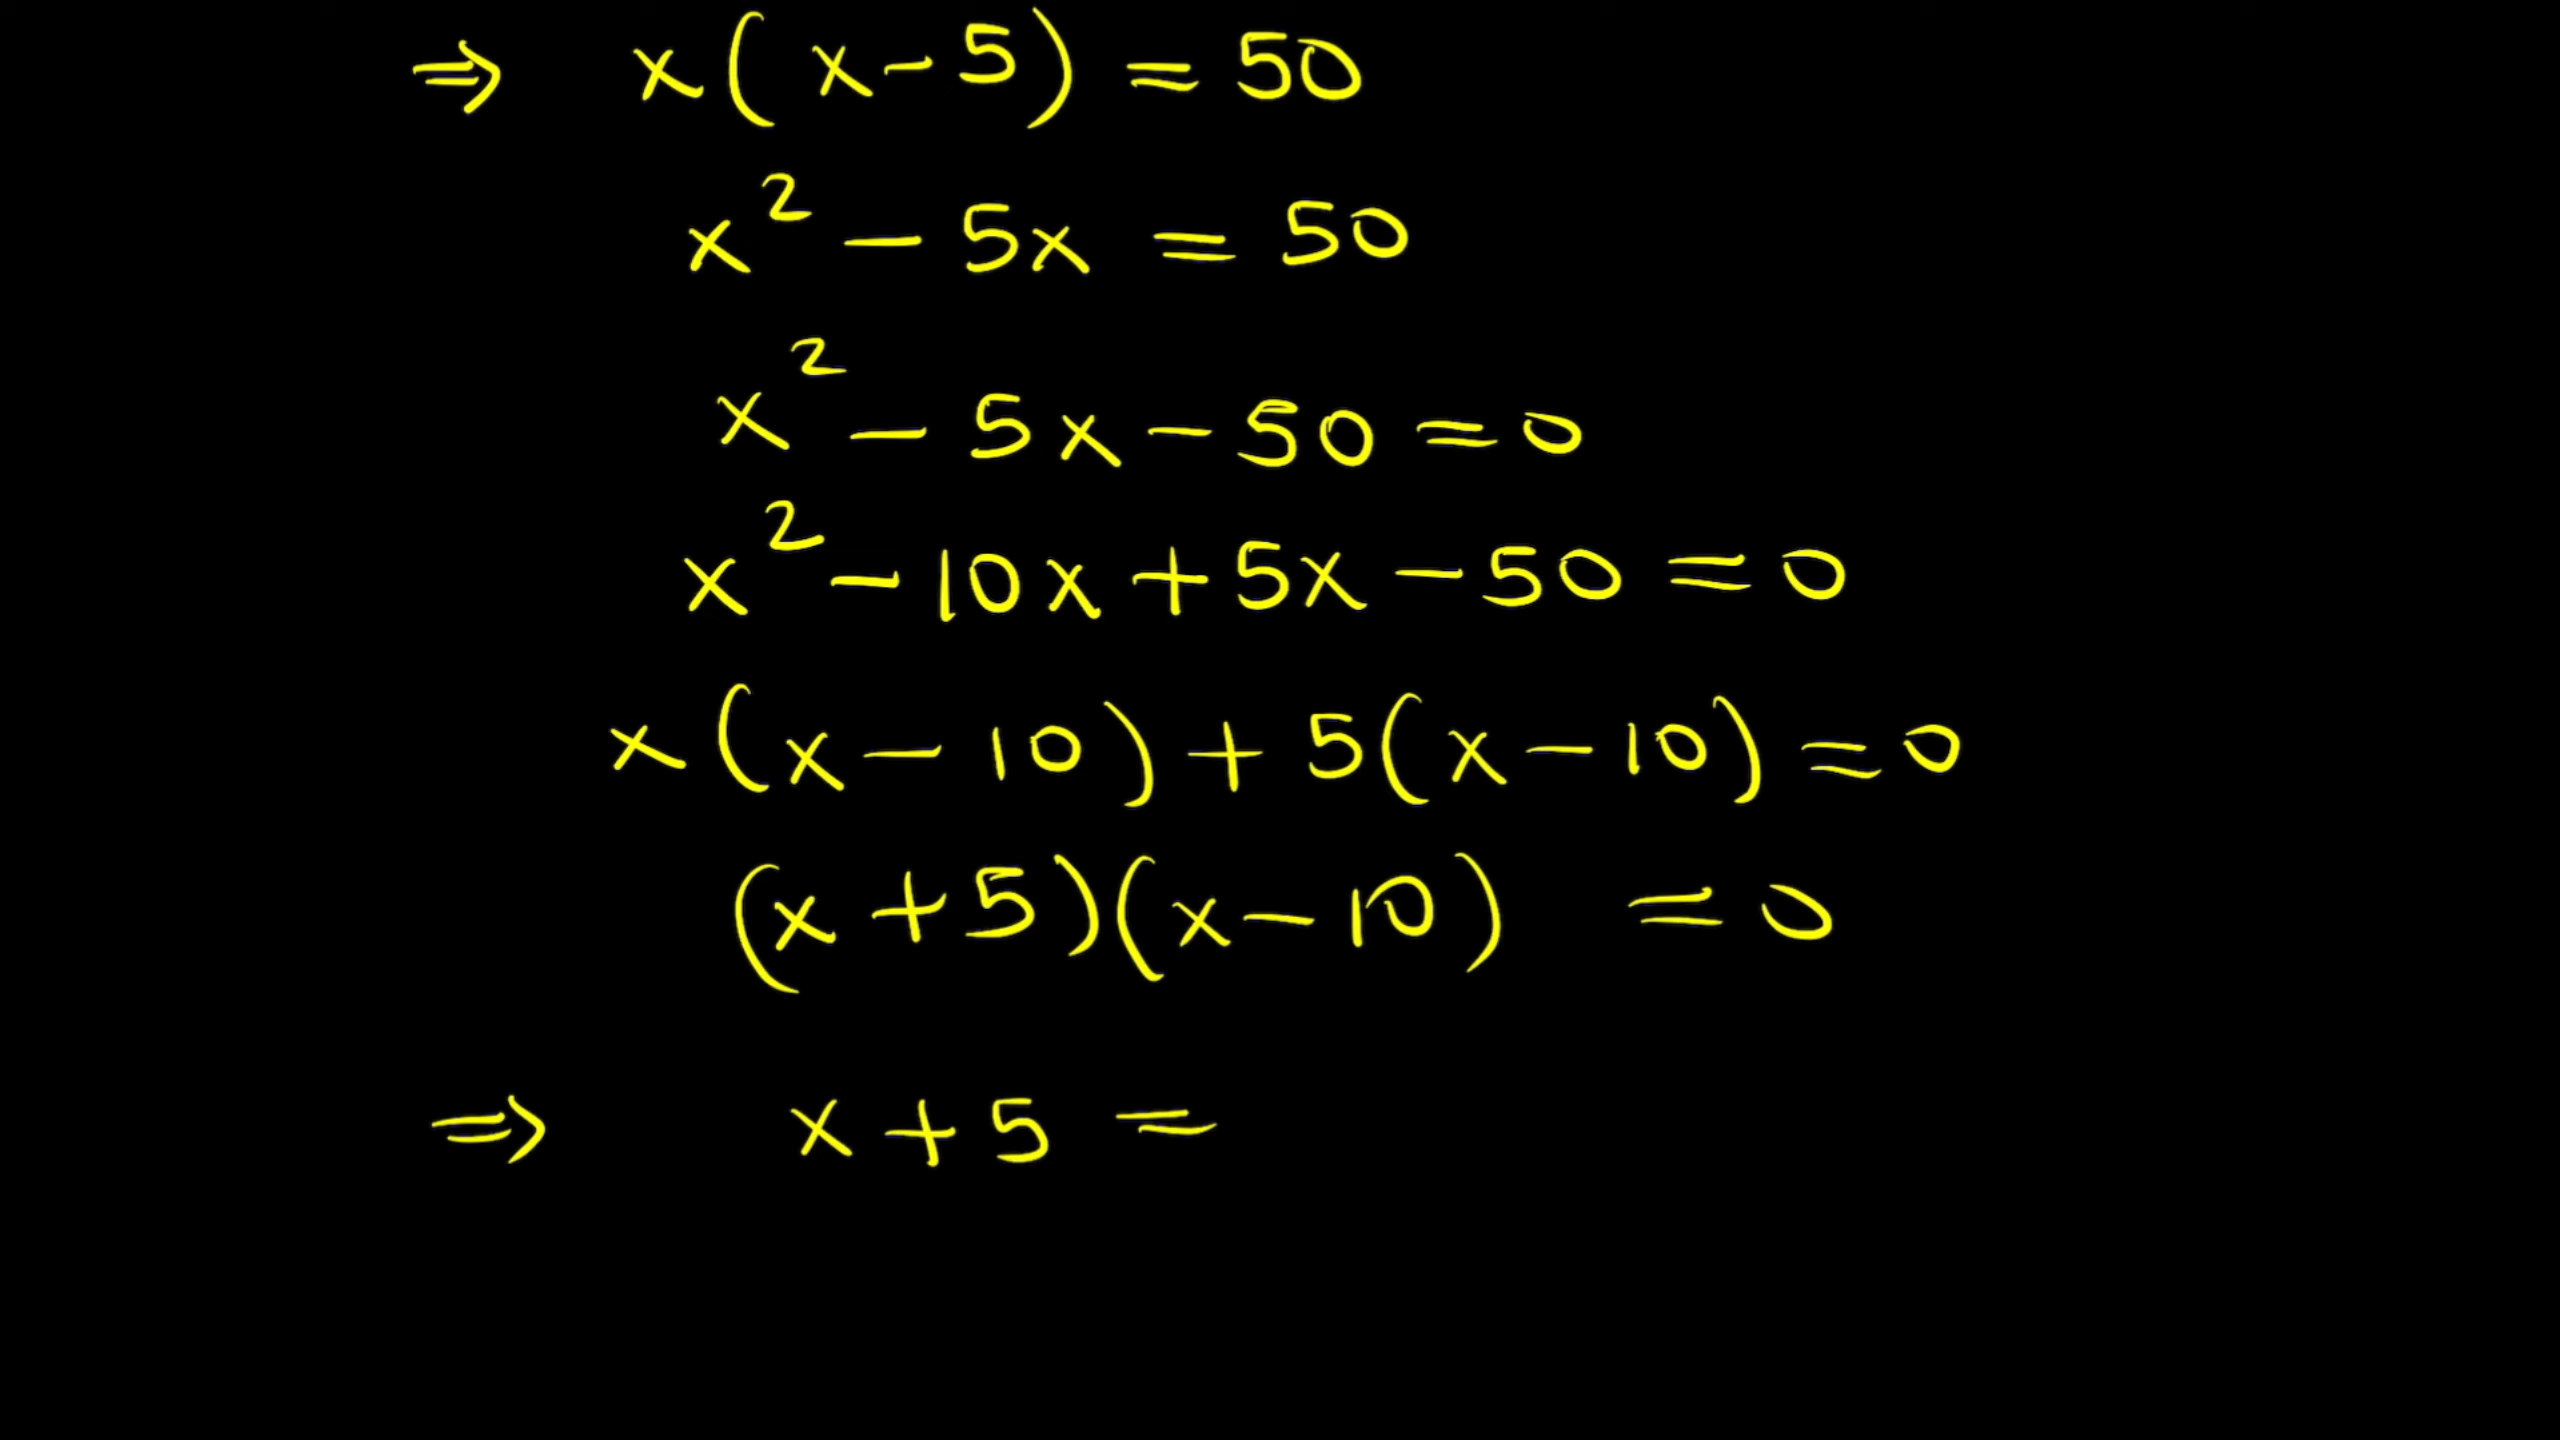 ⇒ x(x-5) = 50
x² - 5x = 50
x² - 5x - 50 = 0
x² - 10x + 5x - 50 = 0
x(x-10) + 5(x-10) = 0
(x+5)(x-10) = 0
⇒ x + 5 =